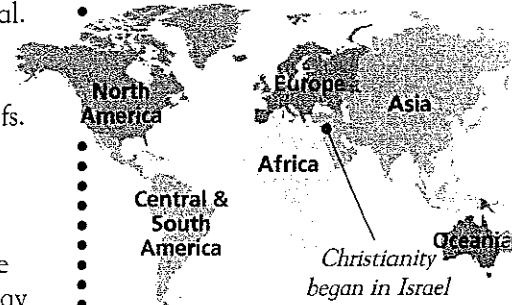 al.
fs.
e
ay
North
America
Europe
Asia
Africa
Central &
South
America
Oceania
Christianity
began in Israel